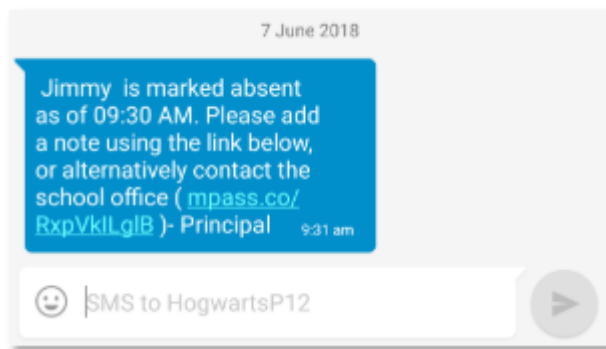 7 June 2018
Jimmy is marked absent
as of 09:30 AM. Please add
a note using the link below,
or alternatively contact the
school office ( mpass.co/
RxpVkILgIB )- Principal 9:31 am
SMS to HogwartsP12